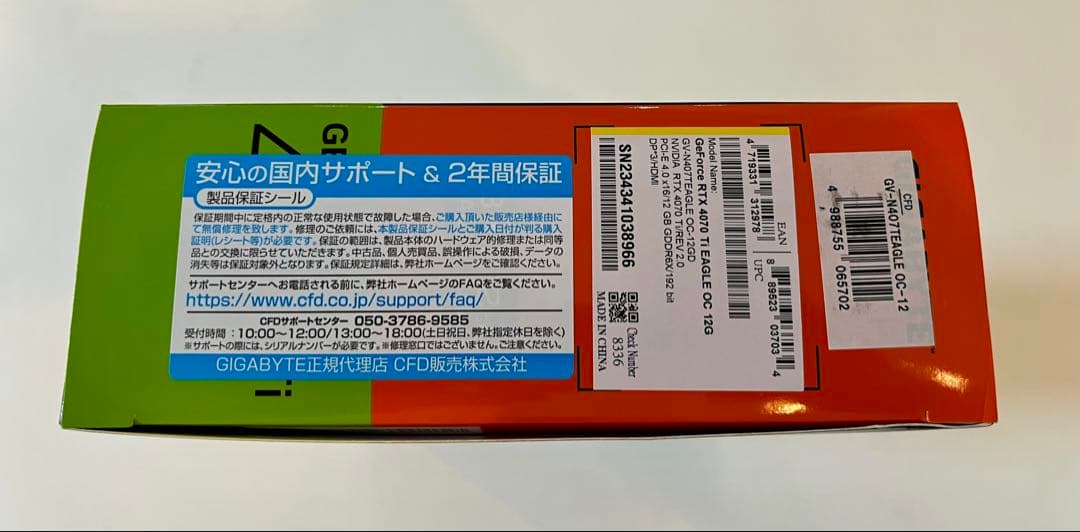 安心の国内サポート & 2年間保証
製品保証シール
保証期間中に定格内の正常な使用状態で故障した場合、ご購入頂いた販売店様経由に
て無償修理を致します。修理のご依頼には、本製品保証シールとご購入日付が判る購入
証明(レシート等)が必要です。保証の範囲は、製品本体のハードウェア的修理または同等
品との交換に限らせていただきます。中古品、個人売買品、誤操作による破損、データの
消失等は保証対象外となります。保証規定詳細は、弊社ホームページをご確認ください。
サポートセンターへお電話される前に、弊社ホームページのFAQをご覧ください。
https://www.cfd.co.jp/support/faq/
CFDサポートセンター 050-3786-9585
受付時間:10:00~12:00/13:00~18:00(土日祝日、弊社指定休日を除く)
※サポートの際には、シリアルナンバーが必要です。※修理窓口ではございません。ご注意ください。
GIGABYTE正規代理店 CFD販売株式会社
Model Name:
GeForce RTX 4070 Ti EAGLE OC 12G
GV-N407TEAGLE OC-12GD
NVIDIA RTX 4070 Ti/REV 2.0
PCI-E 4.0 x16/12 GB GDDR6X/192 bit
DP*3/HDMI
SN234341038966
EAN
4 719331 312978
UPC
8 89523 03703 4
Check Number
8336
MADE IN CHINA
CFD
GV-N407TEAGLE OC-12
4 988755 065702